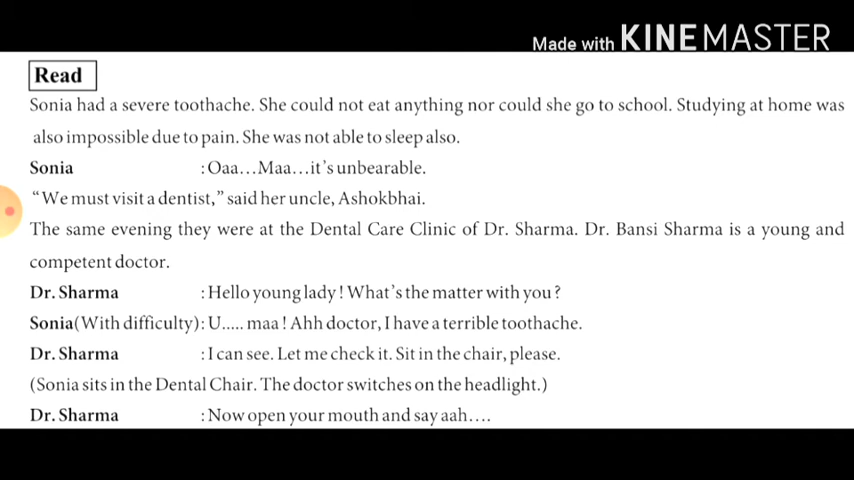 Made with KINEMASTER
Read
Sonia had a severe toothache. She could not eat anything nor could she go to school. Studying at home was
also impossible due to pain. She was not able to sleep also.
Sonia : Oaa...Maa...it's unbearable.
"We must visit a dentist," said her uncle, Ashokbhai.
The same evening they were at the Dental Care Clinic of Dr. Sharma. Dr. Bansi Sharma is a young and
competent doctor.
Dr. Sharma : Hello young lady ! What's the matter with you ?
Sonia(With difficulty) : U..... maa ! Ahh doctor, I have a terrible toothache.
Dr. Sharma : I can see. Let me check it. Sit in the chair, please.
(Sonia sits in the Dental Chair. The doctor switches on the headlight.)
Dr. Sharma : Now open your mouth and say aah....